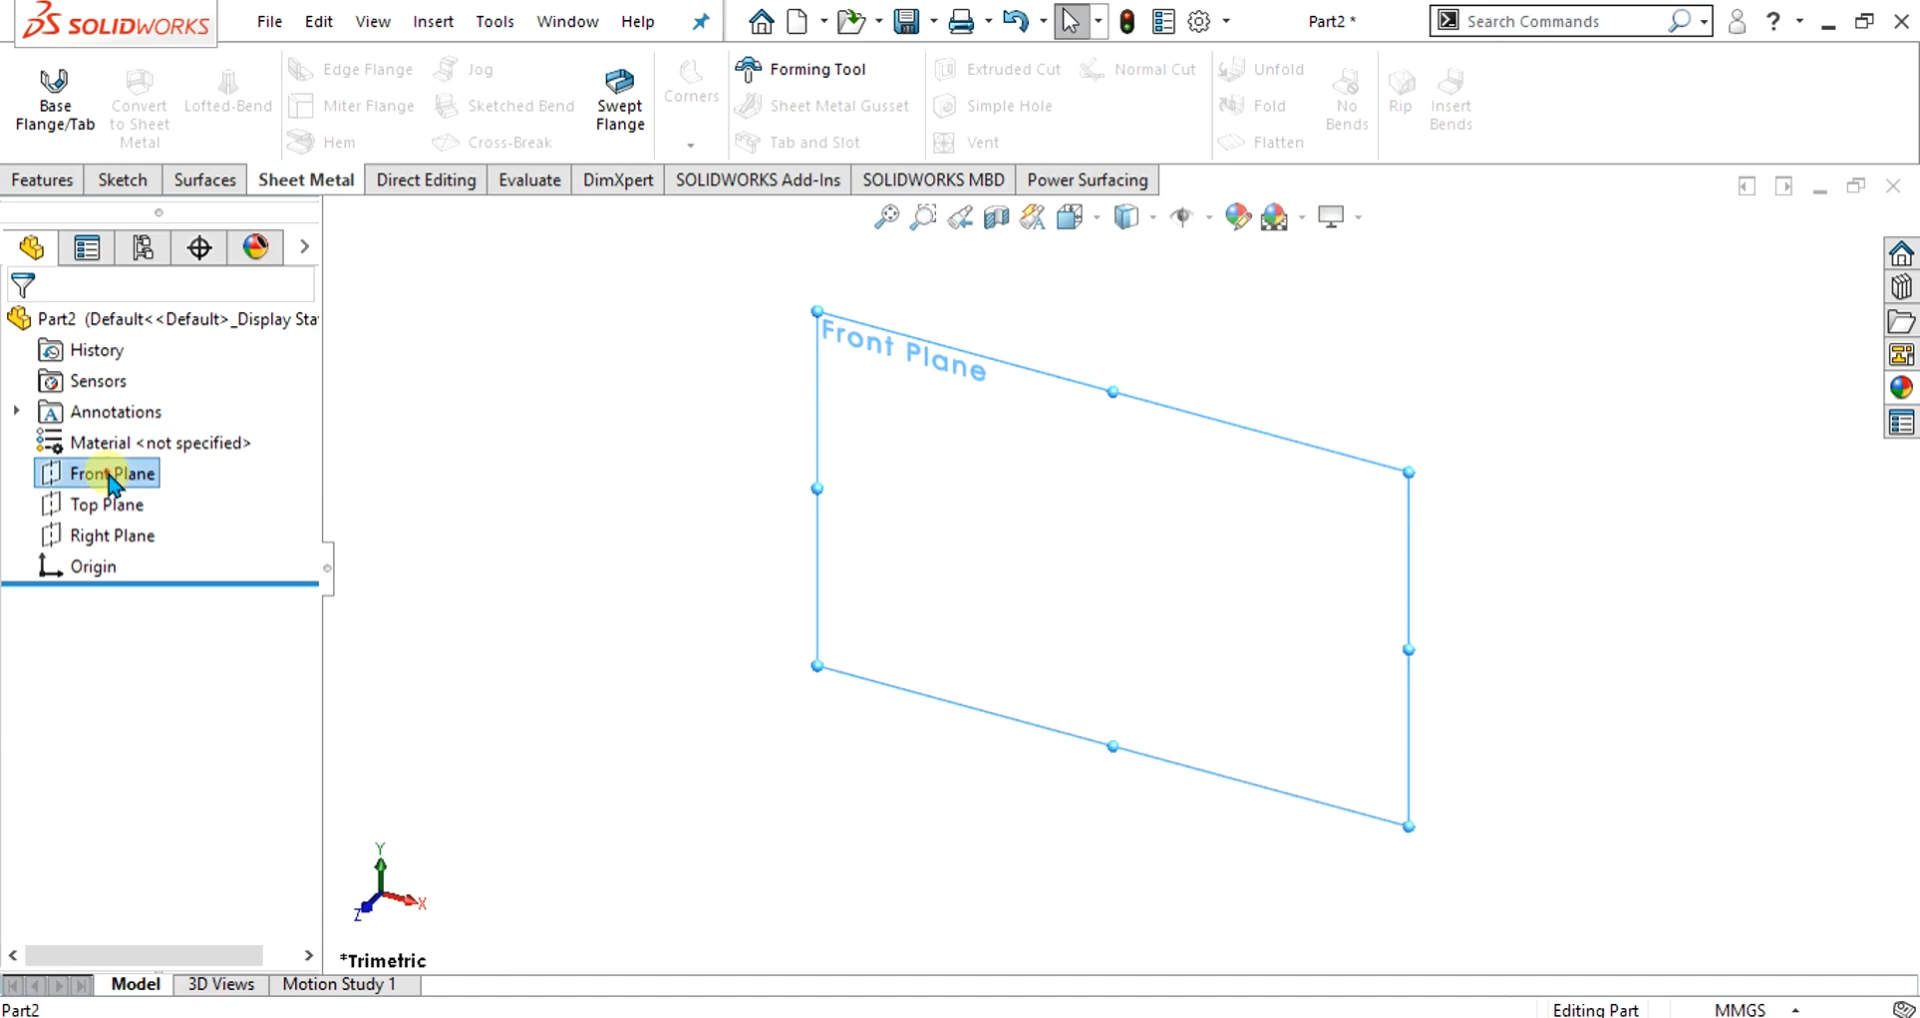 SOLIDWORKS File Edit View Insert Tools Window Help Part2 * Search Commands ?
Base Flange/Tab
Convert to Sheet Metal
Lofted-Bend
Edge Flange
Miter Flange
Hem
Jog
Sketched Bend
Cross-Break
Swept Flange
Corners
Forming Tool
Sheet Metal Gusset
Tab and Slot
Extruded Cut
Simple Hole
Vent
Normal Cut
Unfold
Fold
Flatten
No Bends
Rip
Insert Bends
Features Sketch Surfaces Sheet Metal Direct Editing Evaluate DimXpert SOLIDWORKS Add-Ins SOLIDWORKS MBD Power Surfacing
Part2 (Default<<Default>_Display Sta
History
Sensors
Annotations
Material <not specified>
Front Plane
Top Plane
Right Plane
Origin
Front Plane
Y
X
Z
*Trimetric
Model 3D Views Motion Study 1
Part2 Editing Part MMGS